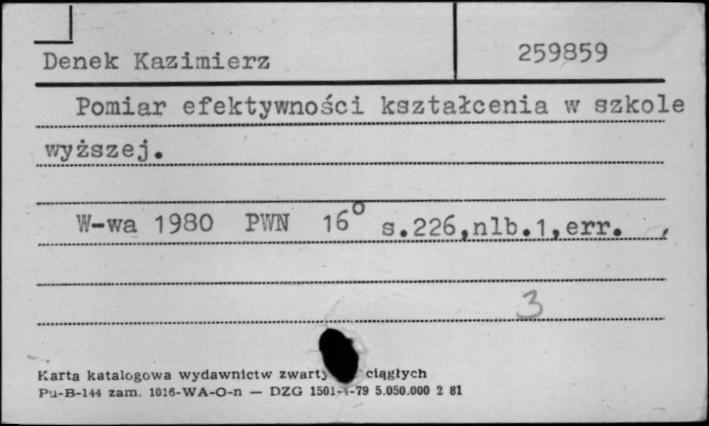 Denek Kazimierz 259859
Pomiar efektywności kształcenia w szkole
wyższej.
W-wa 1980 PWN 16° s.226,nlb.1,err. ,
3
Karta katalogowa wydawnictw ciągłych
Pu-B-144 zam. 1016-WA-O-n — DZG 1501-4-79 5.050.000 2 81